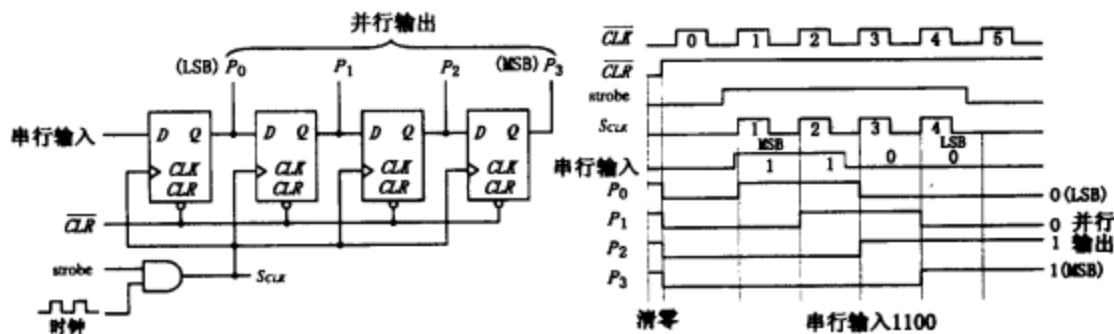 并行输出
(LSB) P0 P1 P2 (MSB) P3
串行输入
D Q D Q D Q D Q
CLK CLK CLK CLK
CLR CLR CLR CLR
CLR
strobe
SCLK
时钟
CLK 0 1 2 3 4 5
CLR
strobe
SCLK 1 2 3 4
MSB LSB
串行输入 1 1 0 0
P0 0(LSB)
P1 0 并行
P2 1 输出
P3 1(MSB)
清零 串行输入1100